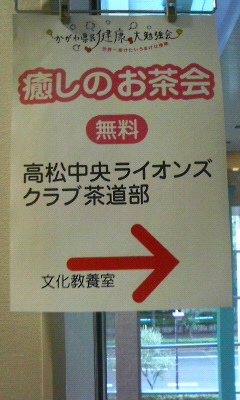 かがわ県民健康大勉強会
癒しのお茶会
無料
高松中央ライオンズ
クラブ茶道部
文化教養室